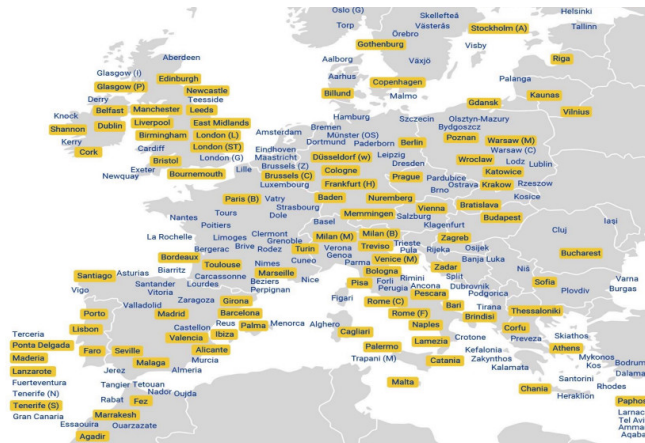 Oslo (G)
Torp
Skellefteå
Västerås
Örebro
Helsinki
Tallinn
Stockholm (A)
Gothenburg
Visby
Växjö
Riga
Aalborg
Aarhus
Billund
Copenhagen
Malmo
Palanga
Kaunas
Vilnius
Gdansk
Aberdeen
Glasgow (I)
Glasgow (P)
Edinburgh
Newcastle
Teesside
Derry
Belfast
Knock
Shannon
Dublin
Kerry
Cork
Manchester
Leeds
Liverpool
East Midlands
Birmingham
London (L)
Cardiff
London (ST)
Bristol
London (G)
Exeter
Newquay
Bournemouth
Hamburg
Bremen
Amsterdam
Münster (OS)
Dortmund
Paderborn
Eindhoven
Maastricht
Brussels (Z)
Brussels (C)
Lille
Luxembourg
Düsseldorf (w)
Cologne
Frankfurt (H)
Berlin
Leipzig
Dresden
Prague
Szczecin
Olsztyn-Mazury
Bydgoszcz
Poznan
Warsaw (M)
Warsaw (C)
Wroclaw
Lodz
Lublin
Katowice
Pardubice
Ostrava
Krakow
Rzeszow
Brno
Kosice
Paris (B)
Vatry
Baden
Nuremberg
Strasbourg
Dole
Tours
Nantes
Basel
Memmingen
Salzburg
Vienna
Bratislava
Budapest
Klagenfurt
La Rochelle
Limoges
Clermont
Grenoble
Bergerac
Brive
Rodez
Turin
Milan (M)
Milan (B)
Verona
Treviso
Trieste
Pula
Zagreb
Rijeka
Osijek
Banja Luka
Cluj
Iaşi
Bucharest
Bordeaux
Toulouse
Nimes
Cuneo
Genoa
Parma
Venice (M)
Bologna
Zadar
Split
Niš
Sofia
Varna
Burgas
Plovdiv
Santiago
Asturias
Biarritz
Carcassonne
Marseille
Beziers
Perpignan
Lourdes
Nice
Pisa
Forli
Rimini
Perugia
Ancona
Pescara
Dubrovnik
Podgorica
Tirana
Vigo
Santander
Vitoria
Valladolid
Zaragoza
Girona
Barcelona
Reus
Figari
Rome (C)
Rome (F)
Bari
Brindisi
Thessaloniki
Porto
Madrid
Castellon
Valencia
Ibiza
Palma
Menorca
Alghero
Cagliari
Naples
Corfu
Preveza
Skiathos
Lisbon
Faro
Seville
Alicante
Murcia
Palermo
Lamezia
Crotone
Kefalonia
Zakynthos
Kalamata
Athens
Mykonos
Kos
Bodrum
Dalama
Terceria
Ponta Delgada
Maderia
Lanzarote
Fuerteventura
Tenerife (N)
Tenerife (S)
Gran Canaria
Jerez
Malaga
Almeria
Trapani (M)
Catania
Malta
Santorini
Rhodes
Chania
Heraklion
Tangier
Tetouan
Nador
Oujda
Rabat
Fez
Marrakesh
Essaouira
Ouarzazate
Agadir
Paphos
Larnac
Tel Avi
Amma
Aqaba